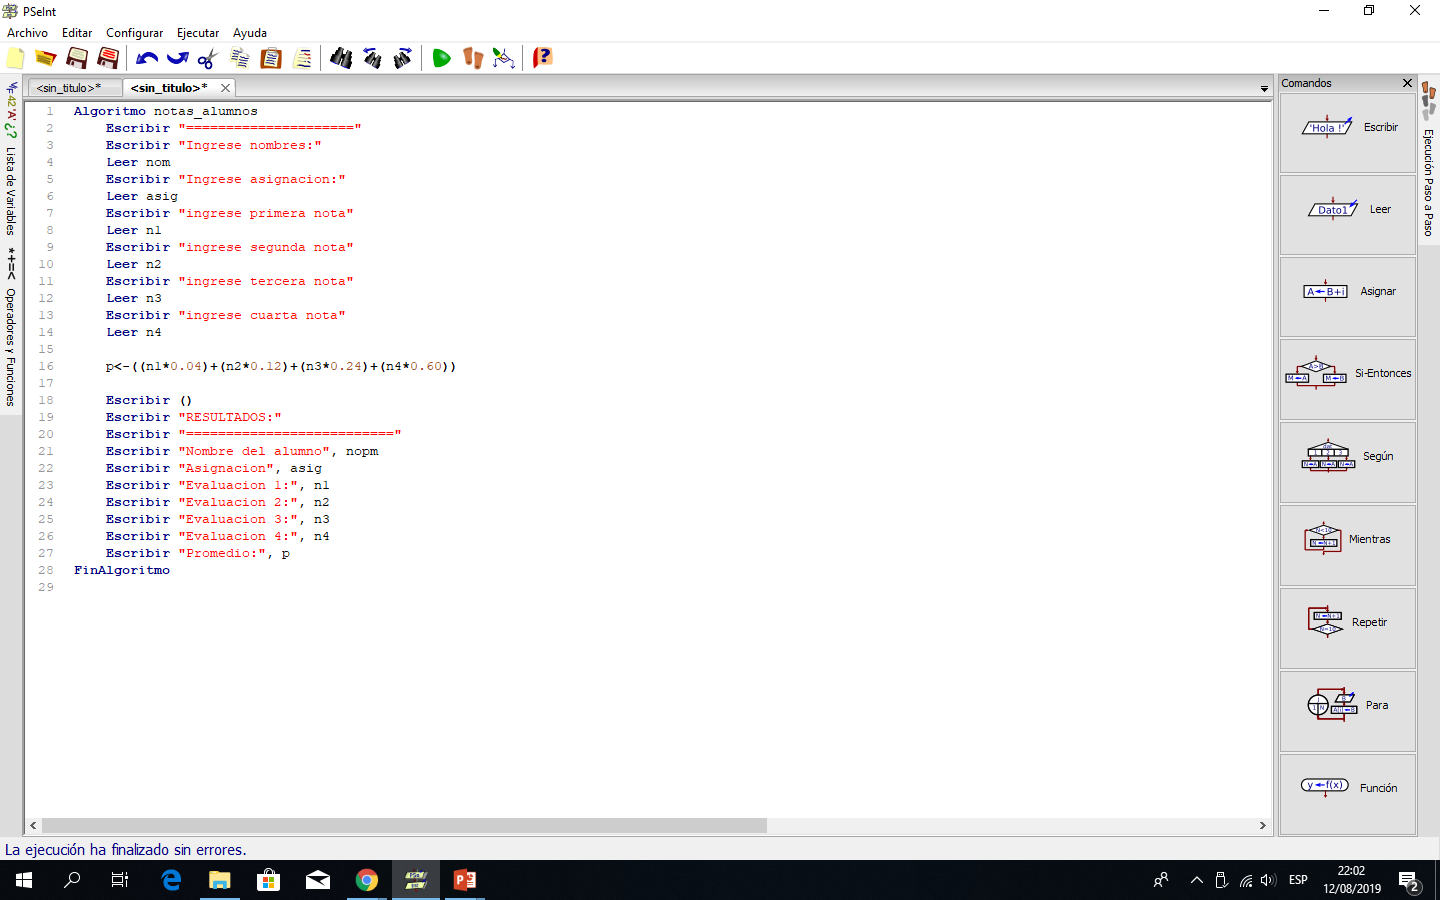 PSeInt
Archivo Editar Configurar Ejecutar Ayuda
<sin_titulo>* <sin_titulo>*
Comandos
Lista de Variables
Operadores y Funciones
Ejecución Paso a Paso
1 Algoritmo notas_alumnos
2 Escribir "====================="
3 Escribir "Ingrese nombres:"
4 Leer nom
5 Escribir "Ingrese asignacion:"
6 Leer asig
7 Escribir "ingrese primera nota"
8 Leer n1
9 Escribir "ingrese segunda nota"
10 Leer n2
11 Escribir "ingrese tercera nota"
12 Leer n3
13 Escribir "ingrese cuarta nota"
14 Leer n4
15
16 p<-((n1*0.04)+(n2*0.12)+(n3*0.24)+(n4*0.60))
17
18 Escribir ()
19 Escribir "RESULTADOS:"
20 Escribir "=========================="
21 Escribir "Nombre del alumno", nopm
22 Escribir "Asignacion", asig
23 Escribir "Evaluacion 1:", n1
24 Escribir "Evaluacion 2:", n2
25 Escribir "Evaluacion 3:", n3
26 Escribir "Evaluacion 4:", n4
27 Escribir "Promedio:", p
28 FinAlgoritmo
29
'Hola !' Escribir
Dato1 Leer
A←B+i Asignar
A>B Si-Entonces
Según
Mientras
Repetir
Para
y←f(x) Función
La ejecución ha finalizado sin errores.
ESP
22:02
12/08/2019
2